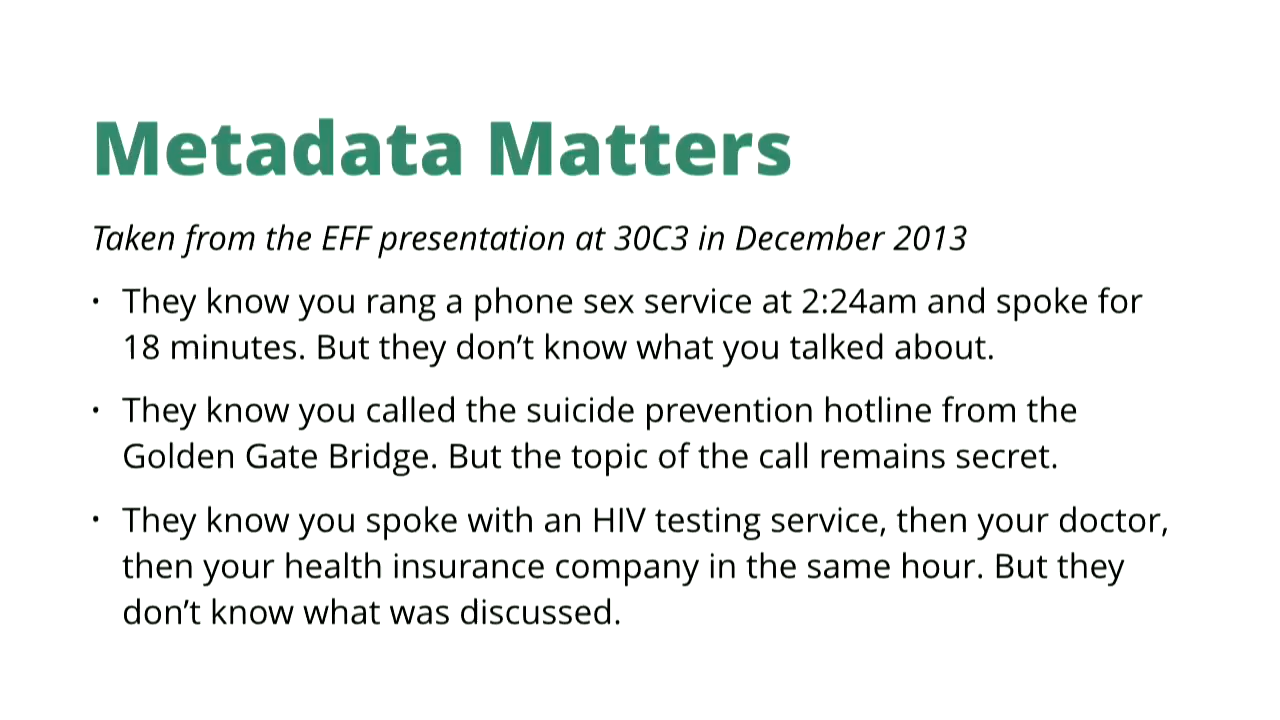 Metadata Matters
Taken from the EFF presentation at 30C3 in December 2013
• They know you rang a phone sex service at 2:24am and spoke for
18 minutes. But they don’t know what you talked about.
• They know you called the suicide prevention hotline from the
Golden Gate Bridge. But the topic of the call remains secret.
• They know you spoke with an HIV testing service, then your doctor,
then your health insurance company in the same hour. But they
don’t know what was discussed.